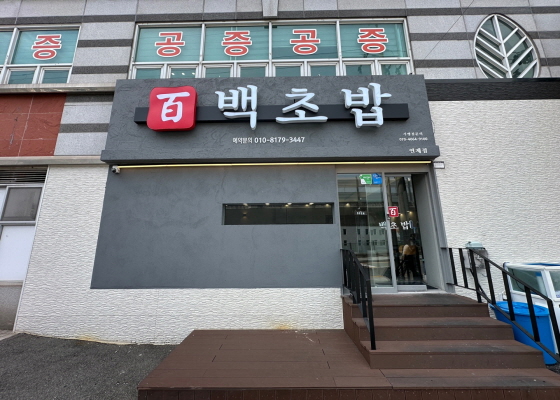 증 공증공증
百 백초밥
예약문의 010-8179-3447
연제점
百
백초밥